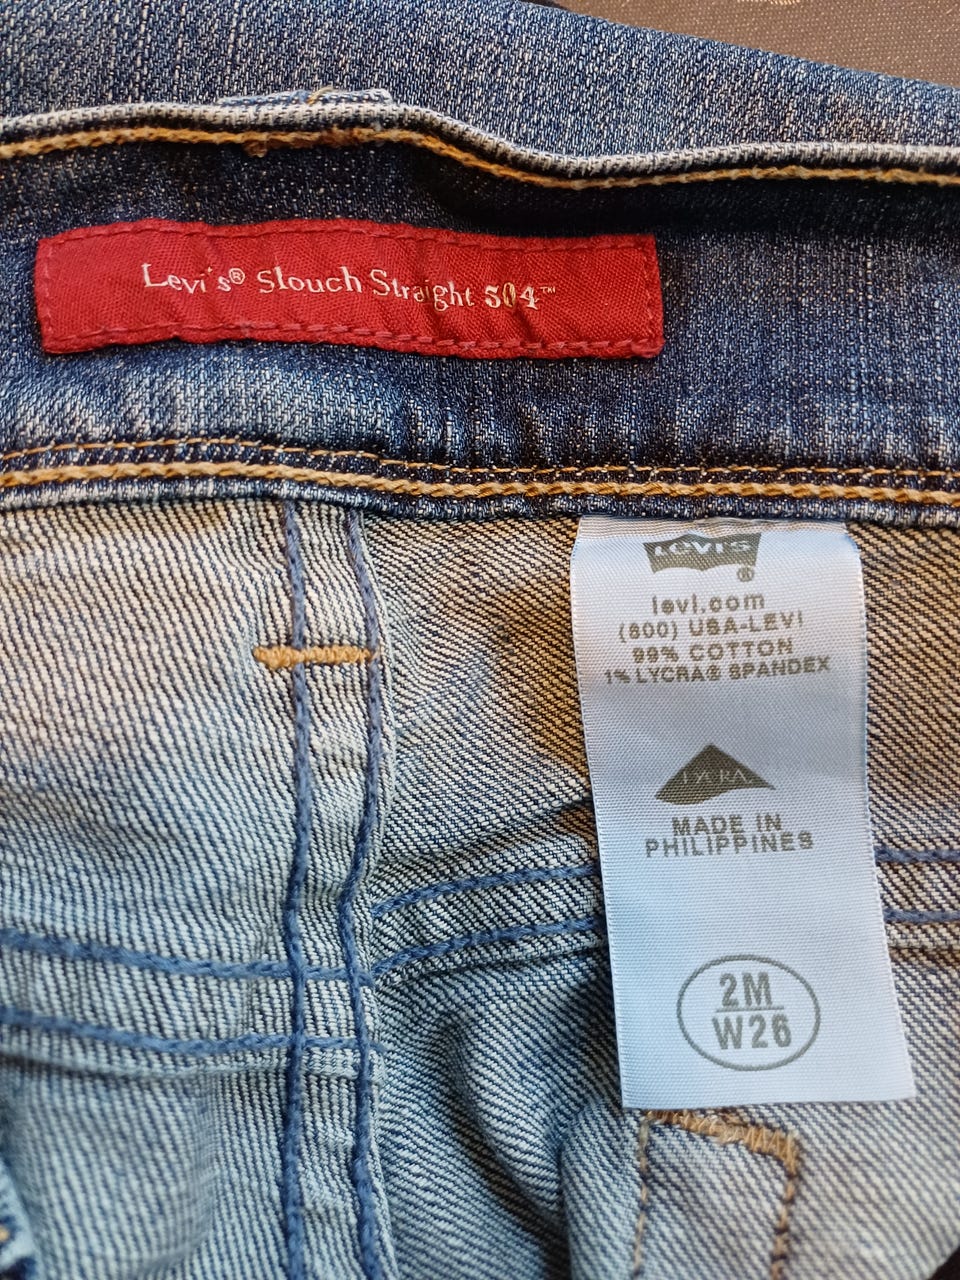 Levi's® Slouch Straight 504™
LEVI'S
®
levi.com
(800) USA-LEVI
99% COTTON
1% LYCRA® SPANDEX
LYCRA
MADE IN
PHILIPPINES
2M
W26